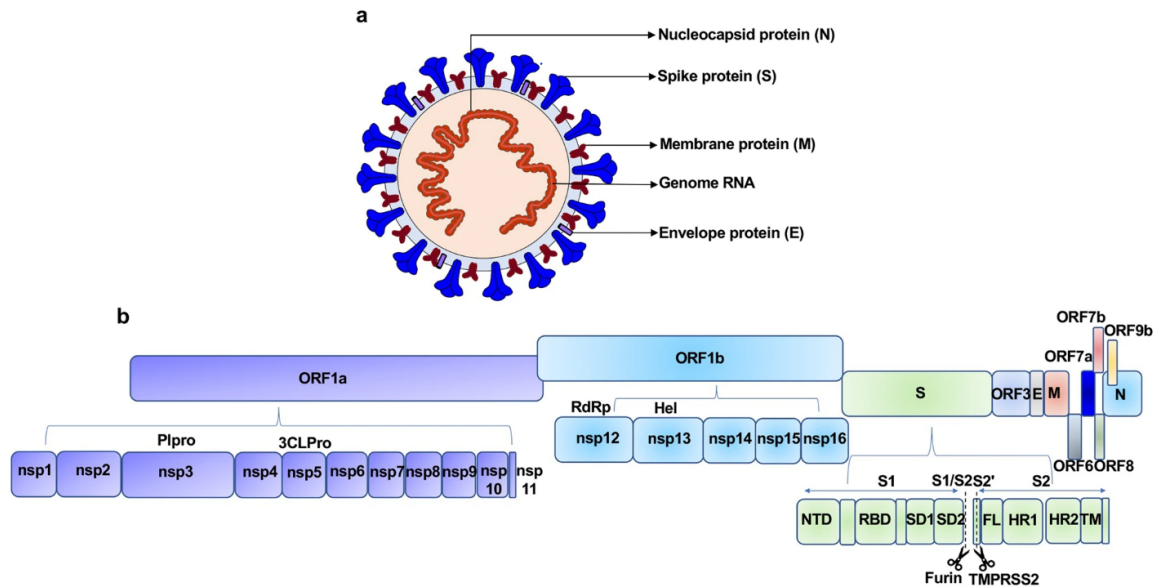 a
Nucleocapsid protein (N)
Spike protein (S)
Membrane protein (M)
Genome RNA
Envelope protein (E)
b
ORF7b
ORF9b
ORF7a
ORF1a
ORF1b
S
ORF3
E
M
N
ORF6
ORF8
RdRp
Hel
nsp12
nsp13
nsp14
nsp15
nsp16
Plpro
3CLPro
nsp1
nsp2
nsp3
nsp4
nsp5
nsp6
nsp7
nsp8
nsp9
nsp
10
nsp
11
S1
S1/S2
S2'
S2
NTD
RBD
SD1
SD2
FL
HR1
HR2
TM
Furin
TMPRSS2